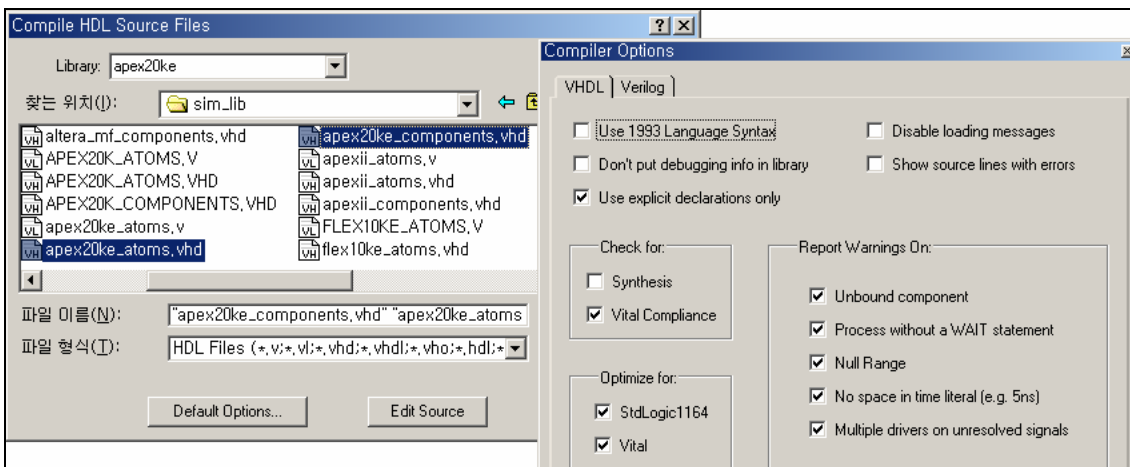 Compile HDL Source Files
Library: apex20ke
찾는 위치(I): sim_lib
altera_mf_components.vhd
APEX20K_ATOMS.V
APEX20K_ATOMS.VHD
APEX20K_COMPONENTS.VHD
apex20ke_atoms.v
apex20ke_atoms.vhd
apex20ke_components.vhd
apexii_atoms.v
apexii_atoms.vhd
apexii_components.vhd
FLEX10KE_ATOMS.V
flex10ke_atoms.vhd
파일 이름(N): "apex20ke_components.vhd" "apex20ke_atoms
파일 형식(T): HDL Files (*.v;*.vl;*.vhd;*.vhdl;*.vho;*.hdl;*
Default Options... Edit Source
Compiler Options
VHDL Verilog
Use 1993 Language Syntax
Don't put debugging info in library
Use explicit declarations only
Disable loading messages
Show source lines with errors
Check for:
Synthesis
Vital Compliance
Optimize for:
StdLogic1164
Vital
Report Warnings On:
Unbound component
Process without a WAIT statement
Null Range
No space in time literal (e.g. 5ns)
Multiple drivers on unresolved signals